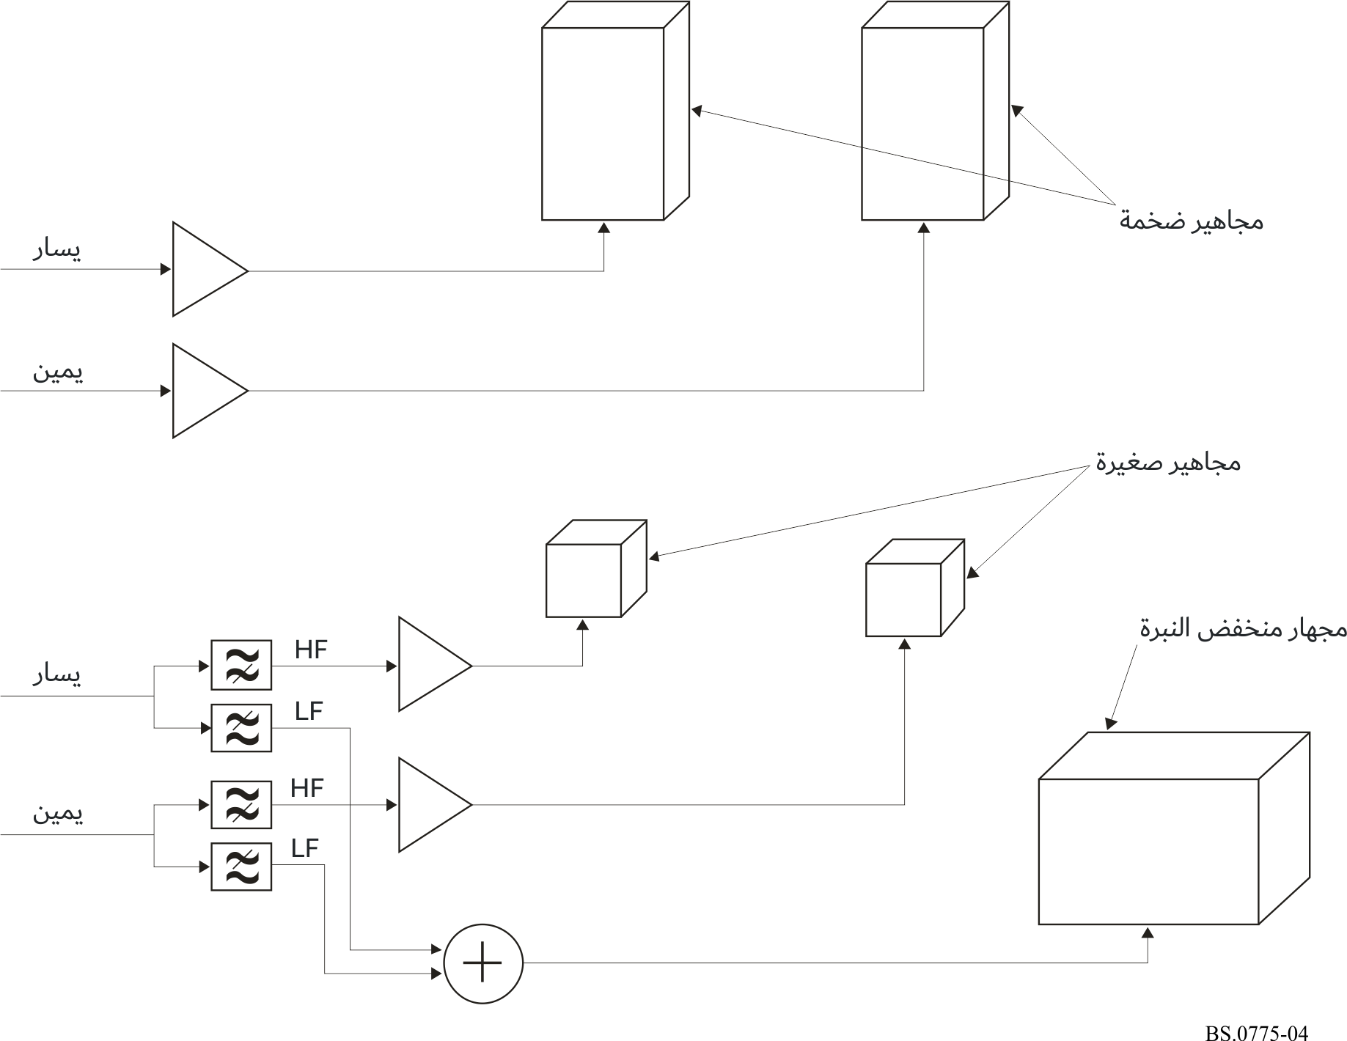 مجاهير ضخمة
يسار
يمين
مجاهير صغيرة
مجهار منخفض النبرة
HF
يسار
LF
HF
يمين
LF
BS.0775-04